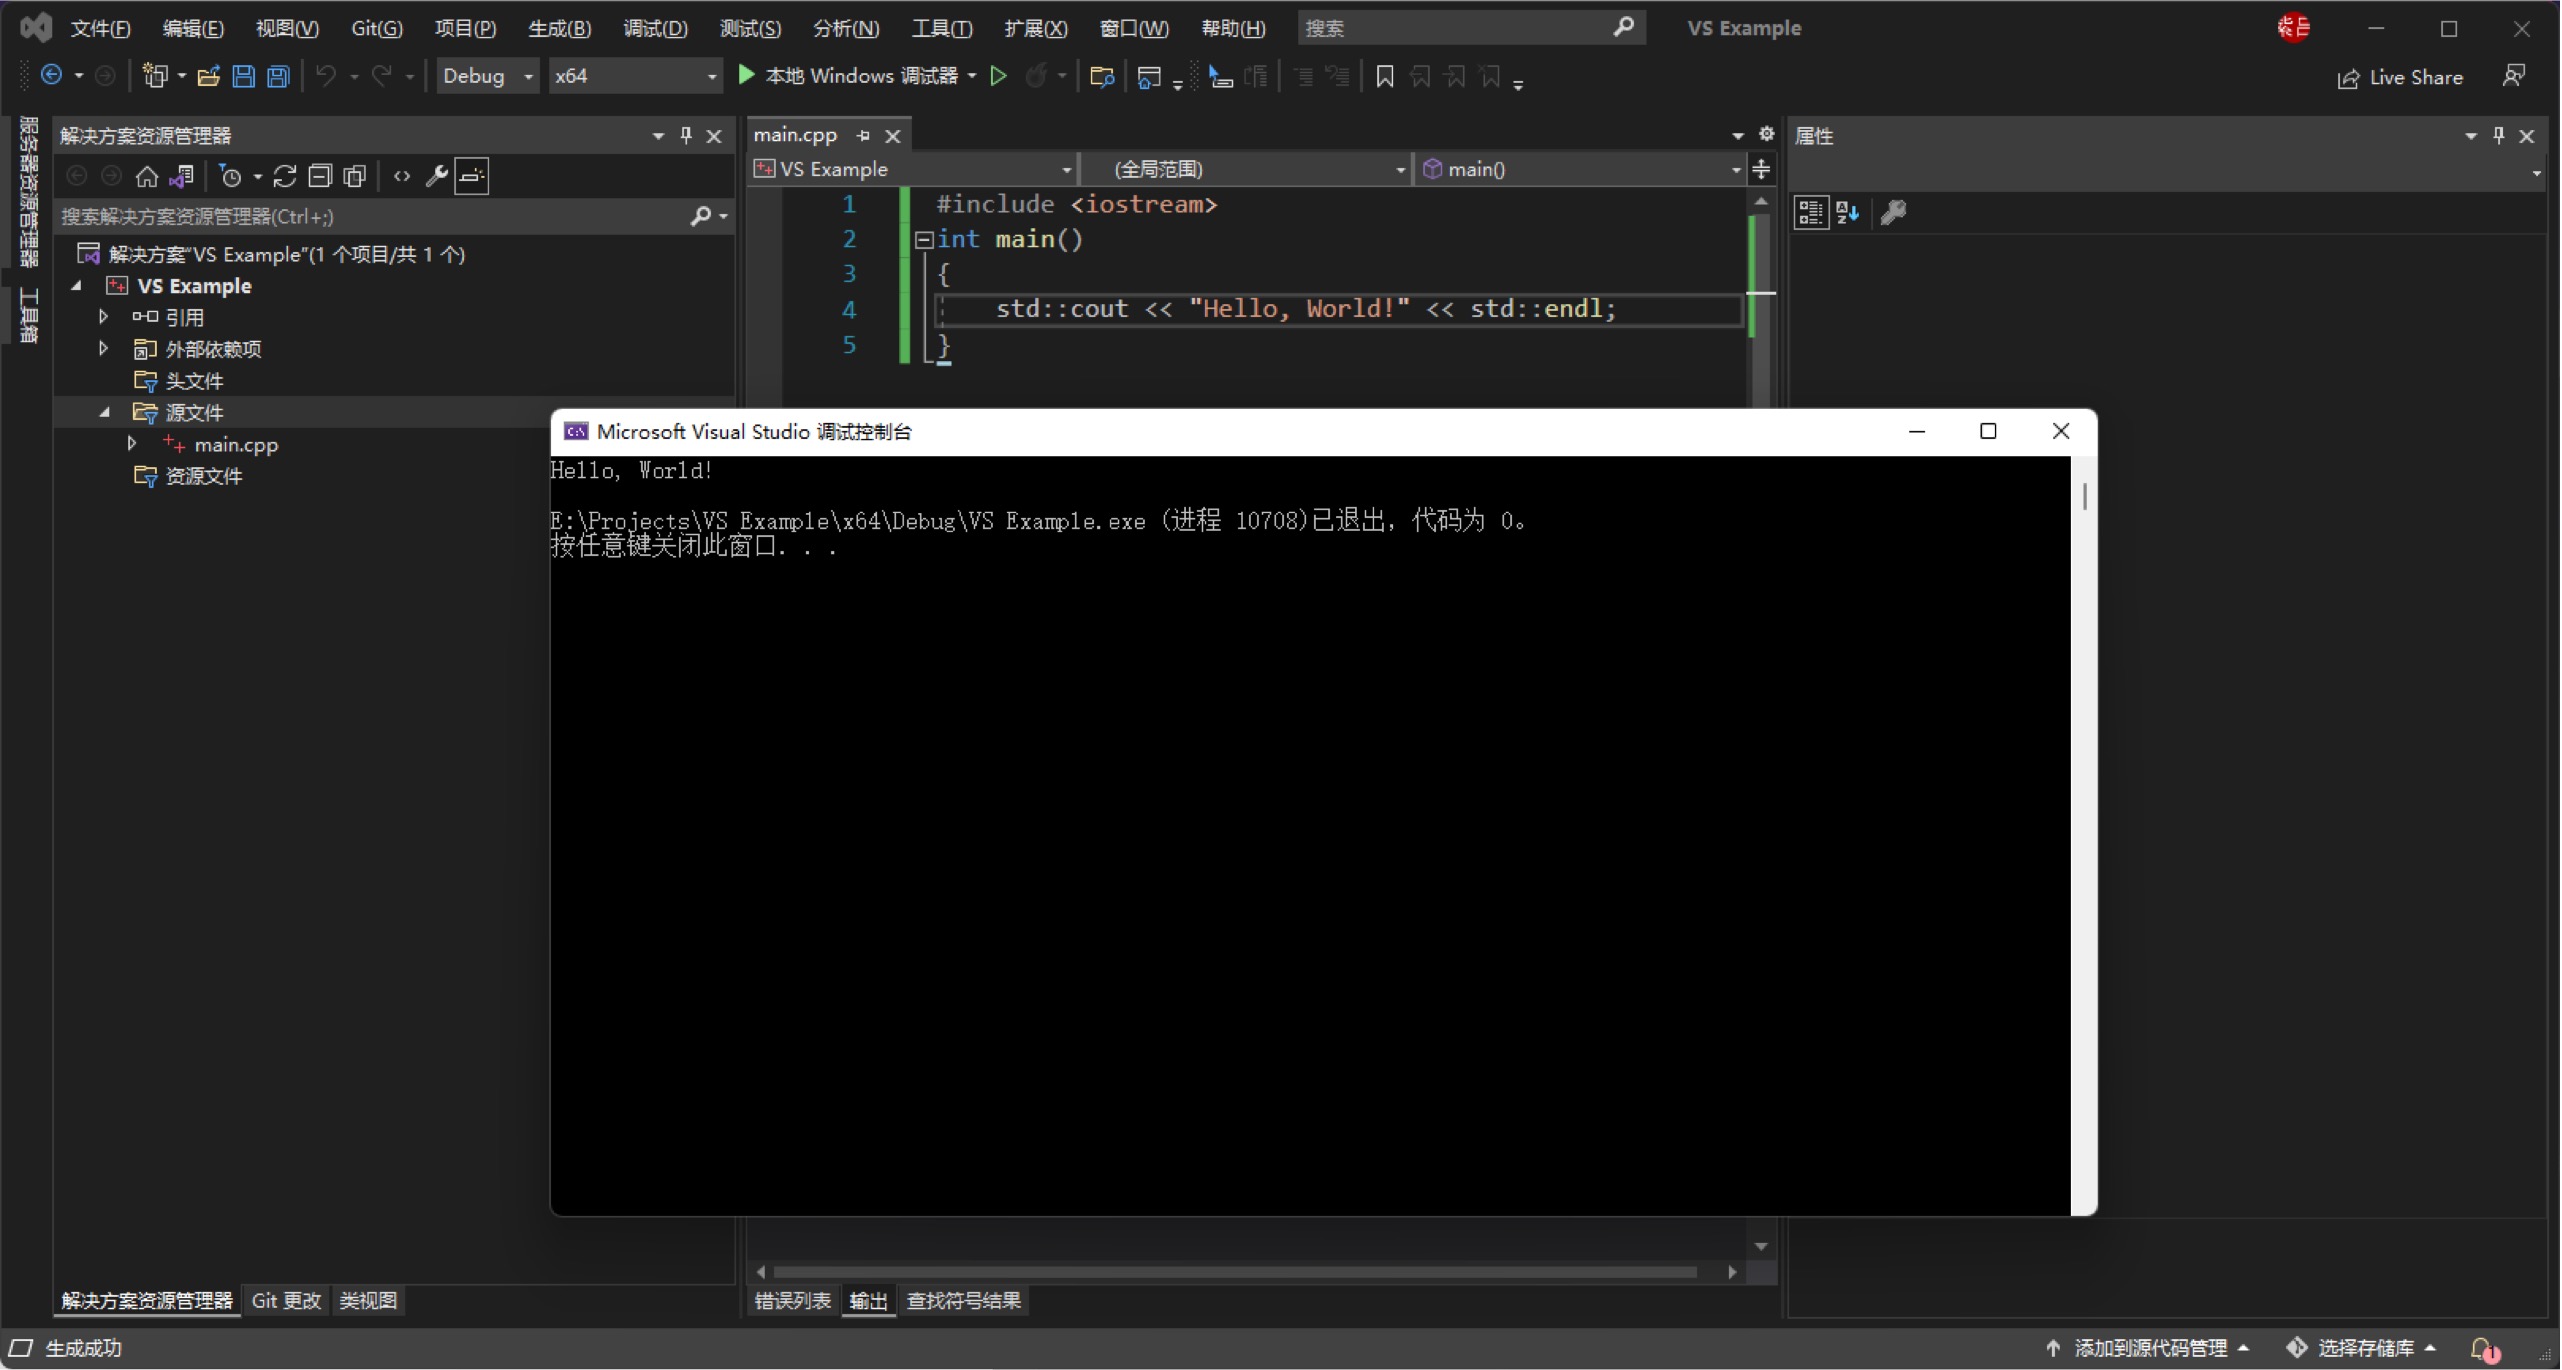 文件(F) 编辑(E) 视图(V) Git(G) 项目(P) 生成(B) 调试(D) 测试(S) 分析(N) 工具(T) 扩展(X) 窗口(W) 帮助(H) 搜索 VS Example
Debug x64 本地 Windows 调试器 Live Share
服务器资源管理器
工具箱
解决方案资源管理器
搜索解决方案资源管理器(Ctrl+;)
解决方案"VS Example"(1 个项目/共 1 个)
VS Example
引用
外部依赖项
头文件
源文件
main.cpp
资源文件
main.cpp
VS Example (全局范围) main()
1 #include <iostream>
2 int main()
3 {
4 std::cout << "Hello, World!" << std::endl;
5 }
属性
Microsoft Visual Studio 调试控制台
Hello, World!
E:\Projects\VS Example\x64\Debug\VS Example.exe (进程 10708)已退出，代码为 0。
按任意键关闭此窗口. . .
解决方案资源管理器 Git 更改 类视图
错误列表 输出 查找符号结果
生成成功 添加到源代码管理 选择存储库 1